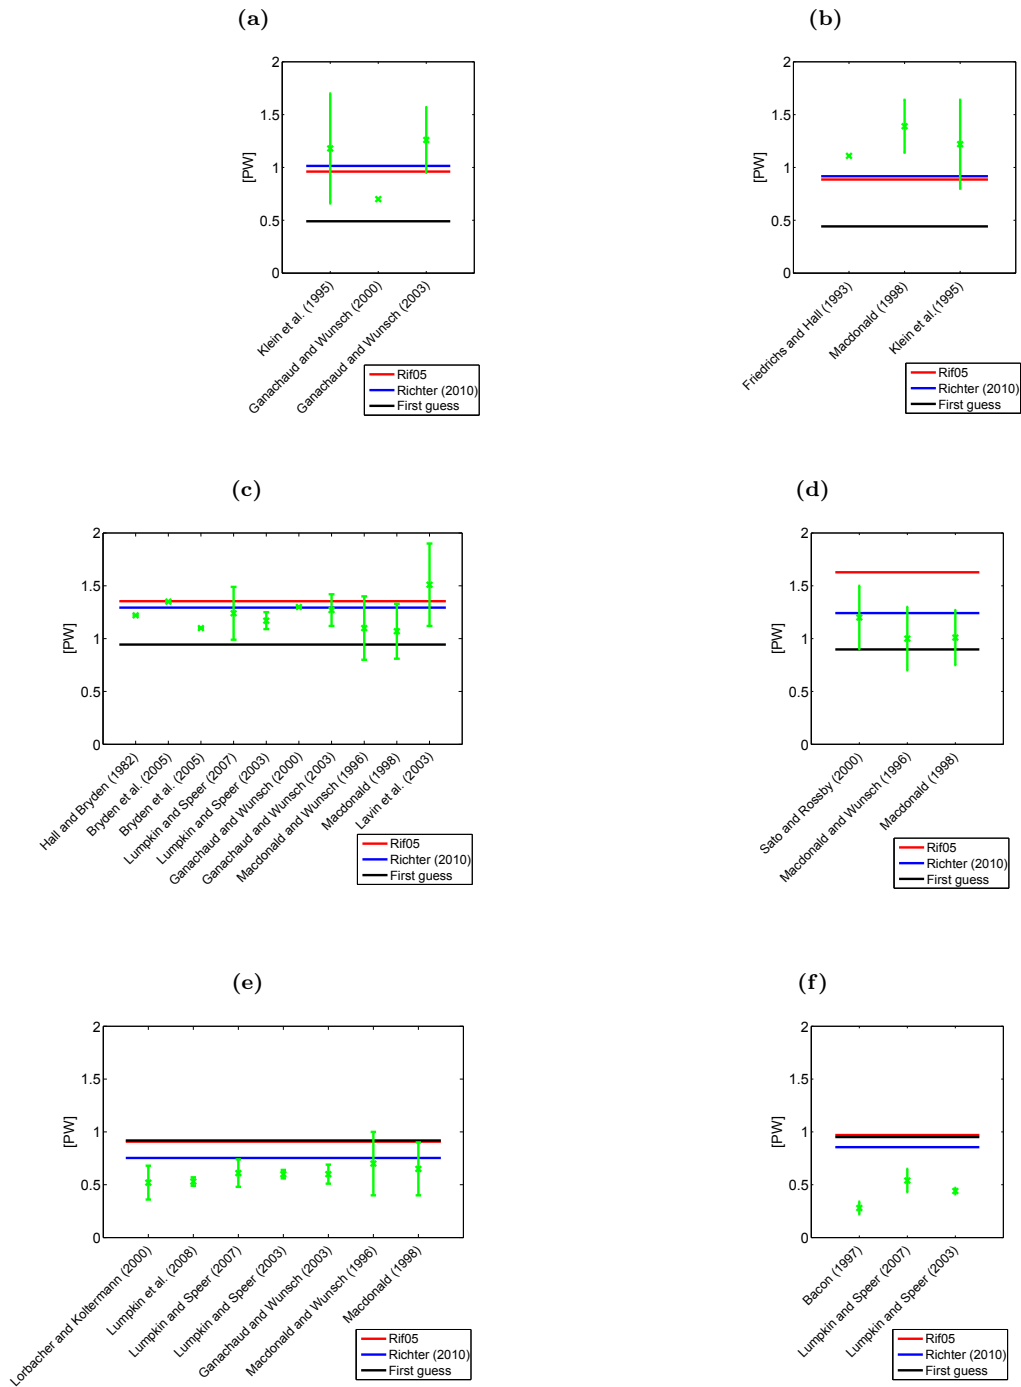 (a)
2
1.5
1
0.5
0
[PW]
Klein et al. (1995)
Ganachaud and Wunsch (2000)
Ganachaud and Wunsch (2003)
Rif05
Richter (2010)
First guess
(b)
2
1.5
1
0.5
0
[PW]
Friedrichs and Hall (1993)
Macdonald (1998)
Klein et al.(1995)
Rif05
Richter (2010)
First guess
(c)
2
1.5
1
0.5
0
[PW]
Hall and Bryden (1982)
Bryden et al. (2005)
Bryden et al. (2005)
Lumpkin and Speer (2007)
Lumpkin and Speer (2003)
Ganachaud and Wunsch (2000)
Ganachaud and Wunsch (2003)
Macdonald and Wunsch (1996)
Macdonald (1998)
Lavin et al. (2003)
Rif05
Richter (2010)
First guess
(d)
2
1.5
1
0.5
0
[PW]
Sato and Rossby (2000)
Macdonald and Wunsch (1996)
Macdonald (1998)
Rif05
Richter (2010)
First guess
(e)
2
1.5
1
0.5
0
[PW]
Lorbacher and Koltermann (2000)
Lumpkin et al. (2008)
Lumpkin and Speer (2007)
Lumpkin and Speer (2003)
Ganachaud and Wunsch (2003)
Macdonald and Wunsch (1996)
Macdonald (1998)
Rif05
Richter (2010)
First guess
(f)
2
1.5
1
0.5
0
[PW]
Bacon (1997)
Lumpkin and Speer (2007)
Lumpkin and Speer (2003)
Rif05
Richter (2010)
First guess